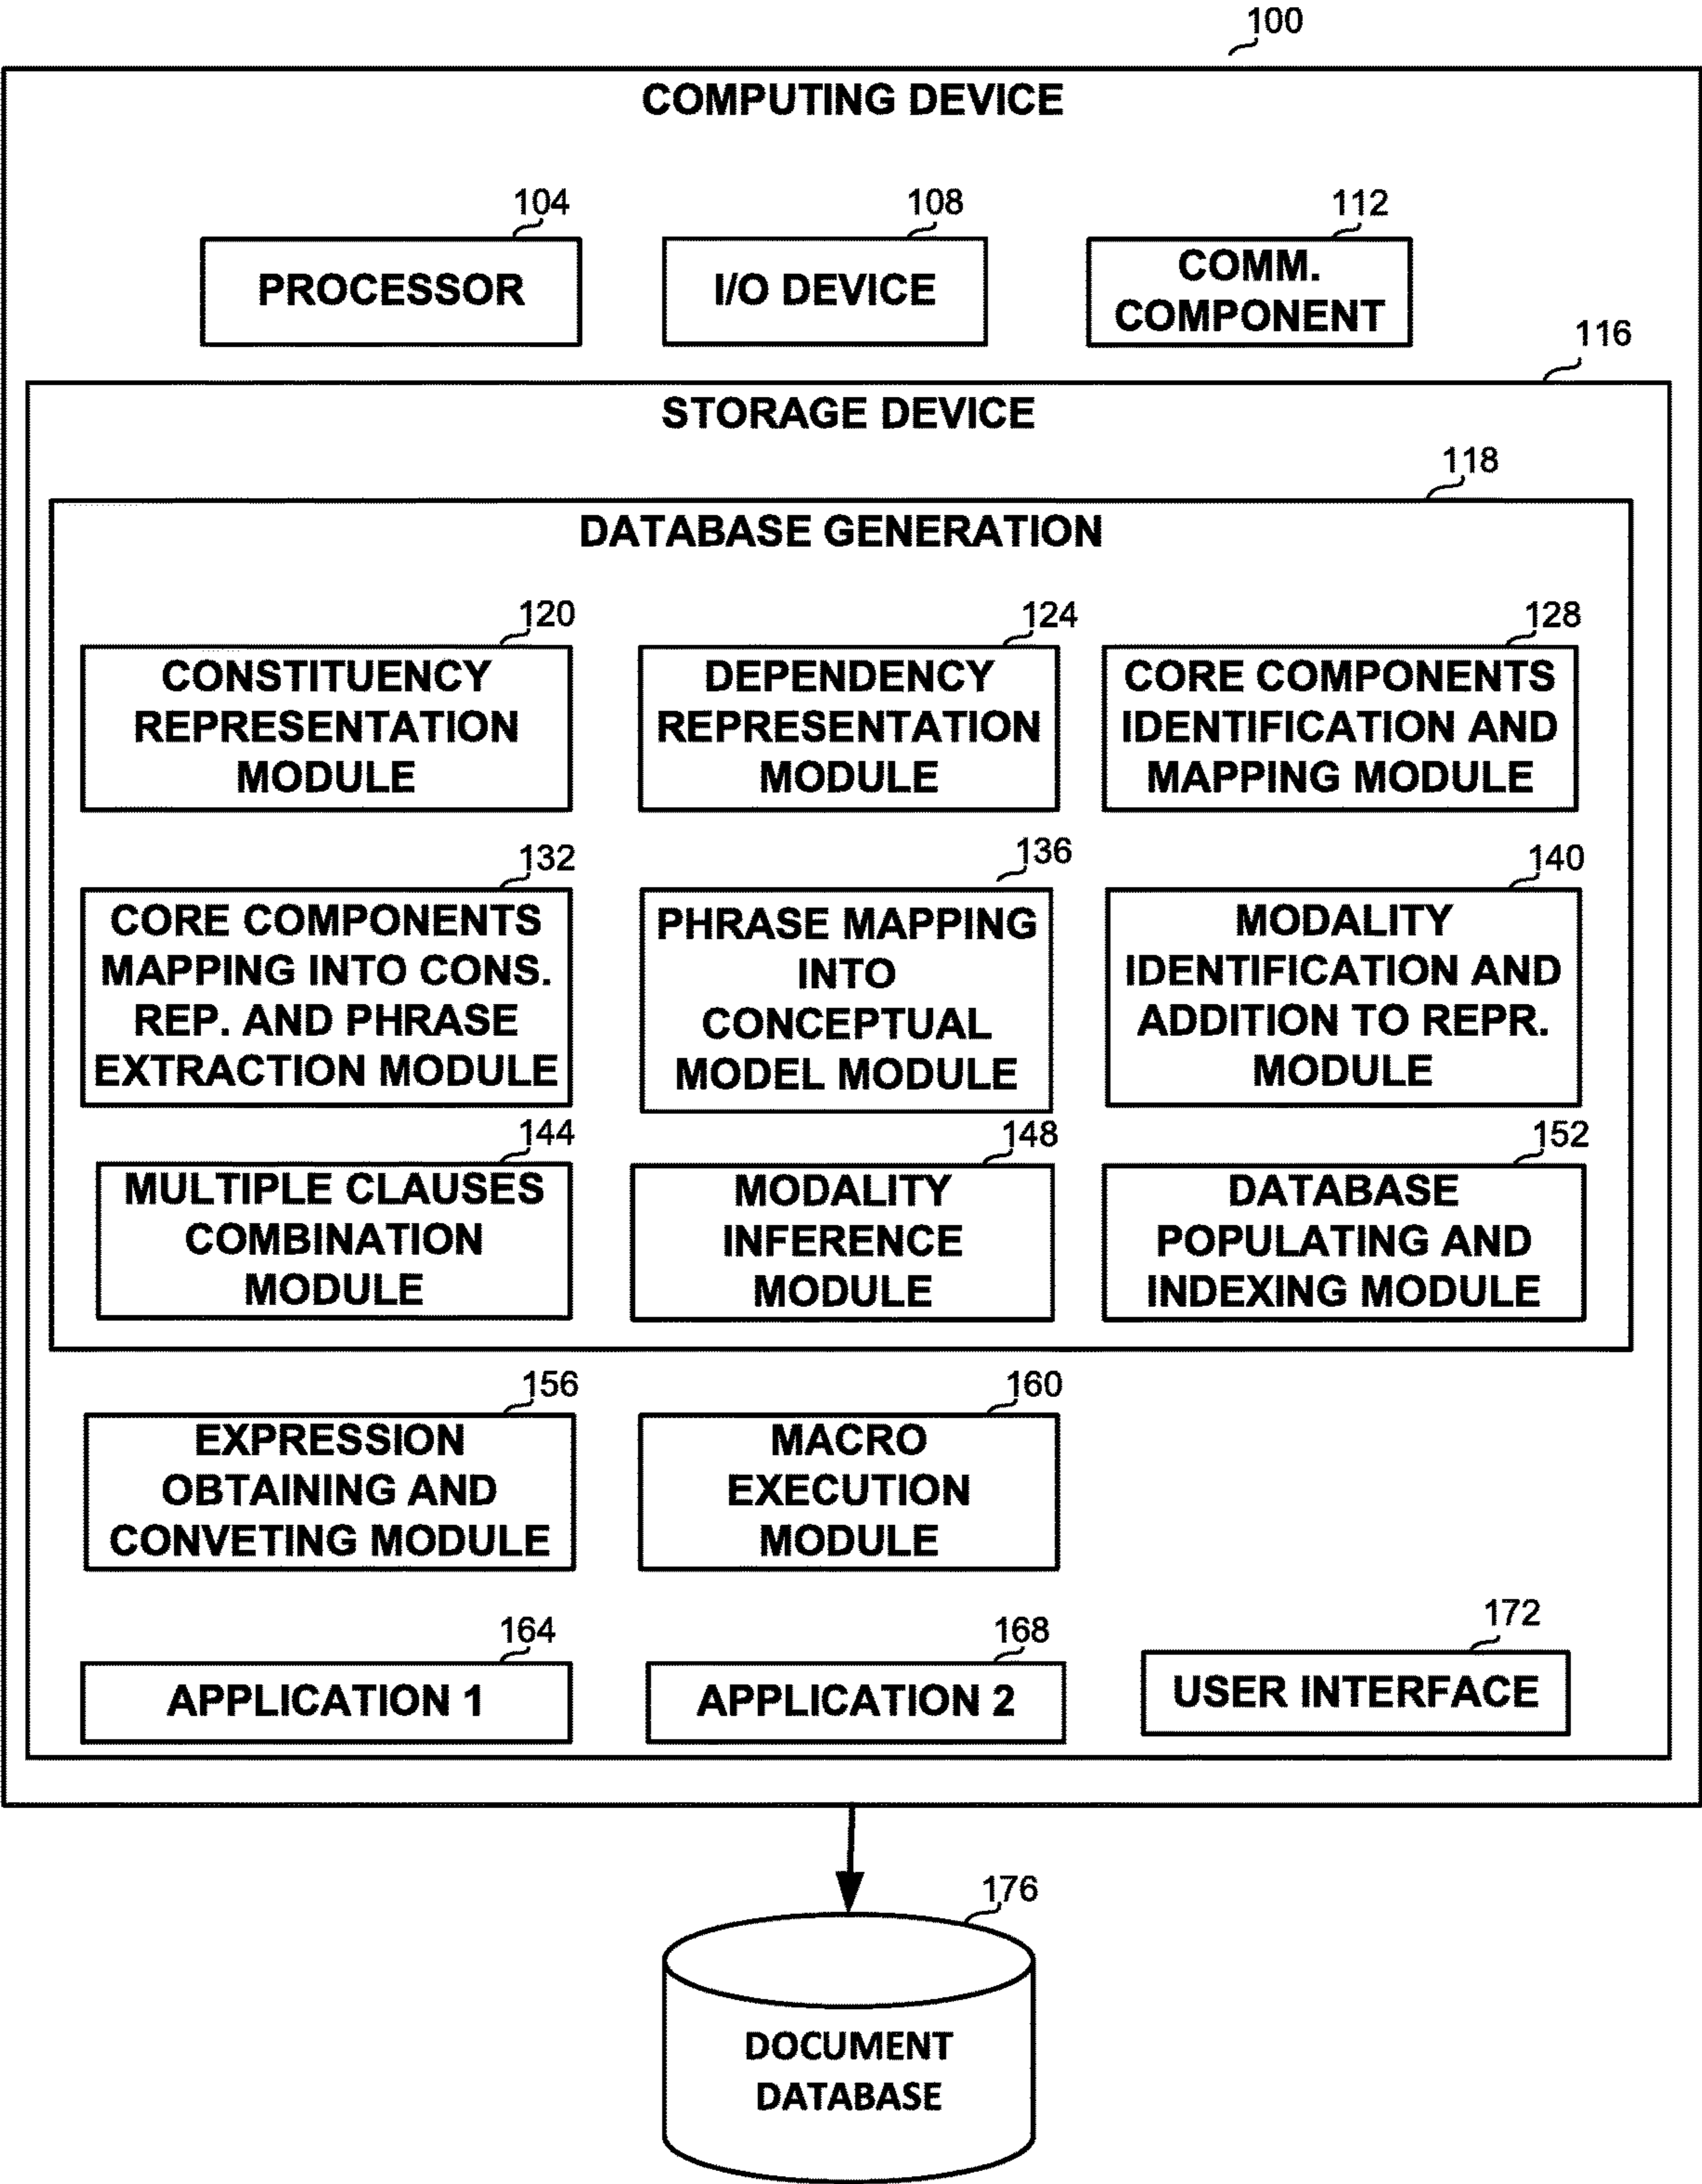 100
COMPUTING DEVICE
104
108
112
PROCESSOR
I/O DEVICE
COMM.
COMPONENT
116
STORAGE DEVICE
118
DATABASE GENERATION
120
124
128
CONSTITUENCY
REPRESENTATION
MODULE
DEPENDENCY
REPRESENTATION
MODULE
CORE COMPONENTS
IDENTIFICATION AND
MAPPING MODULE
132
136
140
CORE COMPONENTS
MAPPING INTO CONS.
REP. AND PHRASE
EXTRACTION MODULE
PHRASE MAPPING
INTO
CONCEPTUAL
MODEL MODULE
MODALITY
IDENTIFICATION AND
ADDITION TO REPR.
MODULE
144
148
152
MULTIPLE CLAUSES
COMBINATION
MODULE
MODALITY
INFERENCE
MODULE
DATABASE
POPULATING AND
INDEXING MODULE
156
160
EXPRESSION
OBTAINING AND
CONVETING MODULE
MACRO
EXECUTION
MODULE
164
168
172
APPLICATION 1
APPLICATION 2
USER INTERFACE
176
DOCUMENT
DATABASE